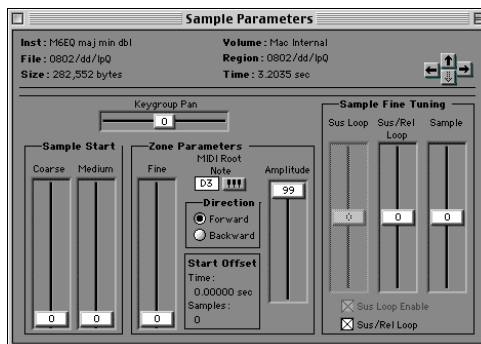 Sample Parameters
Inst: M6EQ maj min dbl
Volume: Mac Internal
File: 0802/dd/lpQ
Region: 0802/dd/lpQ
Size: 282,552 bytes
Time: 3.2035 sec
Keygroup Pan
0
Sample Start
Coarse
Medium
0
0
Zone Parameters
Fine
MIDI Root
Note
D3
Amplitude
99
Direction
Forward
Backward
Start Offset
Time:
0.00000 sec
Samples:
0
0
Sample Fine Tuning
Sus Loop
Sus/Rel
Loop
Sample
0
0
0
Sus Loop Enable
Sus/Rel Loop